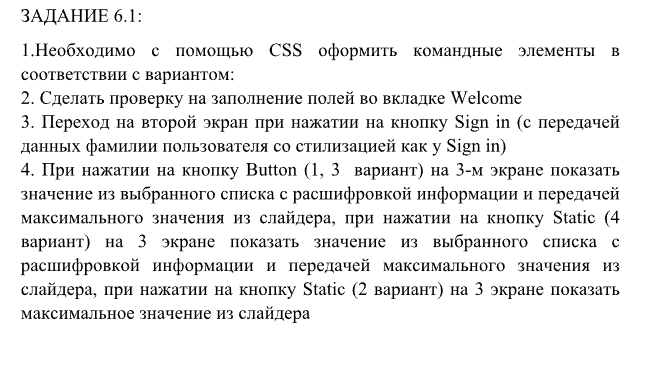 ЗАДАНИЕ 6.1:
1.Необходимо с помощью CSS оформить командные элементы в
соответствии с вариантом:
2. Сделать проверку на заполнение полей во вкладке Welcome
3. Переход на второй экран при нажатии на кнопку Sign in (с передачей
данных фамилии пользователя со стилизацией как у Sign in)
4. При нажатии на кнопку Button (1, 3 вариант) на 3-м экране показать
значение из выбранного списка с расшифровкой информации и передачей
максимального значения из слайдера, при нажатии на кнопку Static (4
вариант) на 3 экране показать значение из выбранного списка с
расшифровкой информации и передачей максимального значения из
слайдера, при нажатии на кнопку Static (2 вариант) на 3 экране показать
максимальное значение из слайдера